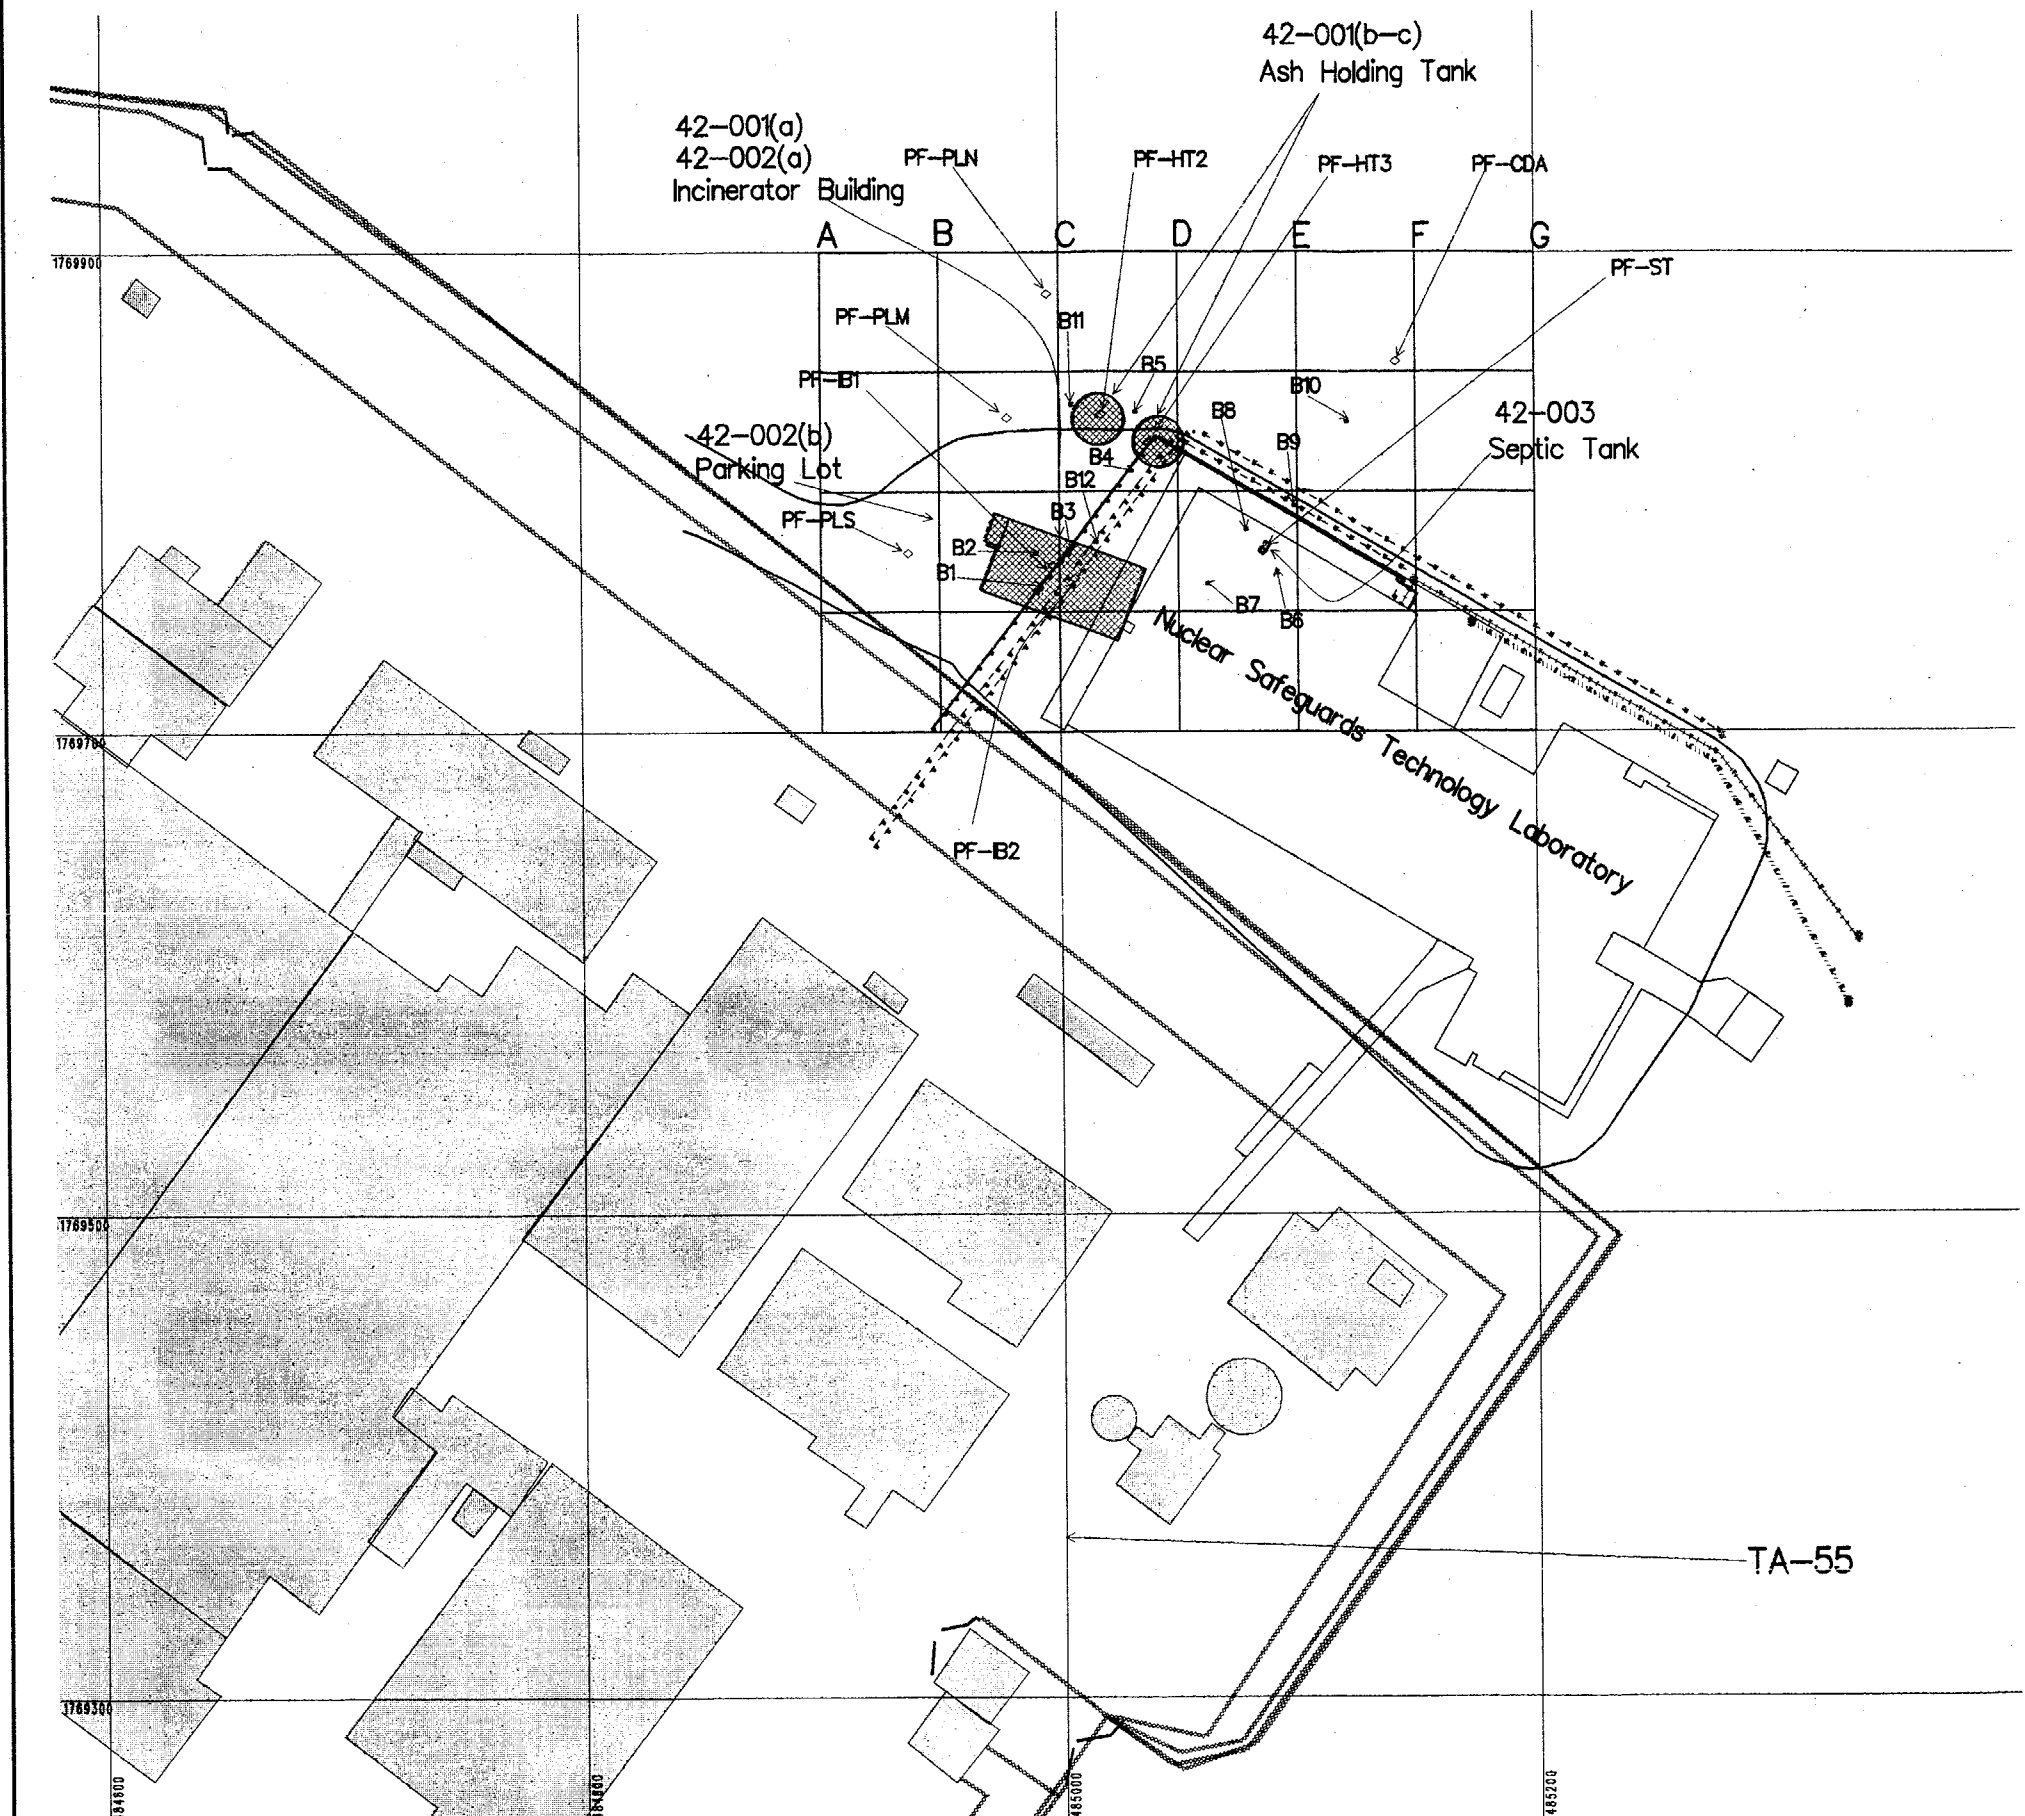 42-001(b-c)
Ash Holding Tank
42-001(a)
42-002(a)
Incinerator Building
PF-PLN
PF-HT2
PF-HT3
PF-CDA
A B C D E F G
1769900
PF-ST
PF-PLM
B11
B5
PF-IB1
B10
B8
42-003
Septic Tank
42-002(b)
Parking Lot
B9
B4
B12
B3
PF-PLS
B2
B1
B7
B6
Nuclear Safeguards Technology Laboratory
1769700
PF-IB2
1769500
TA-55
1769300
485000
485200